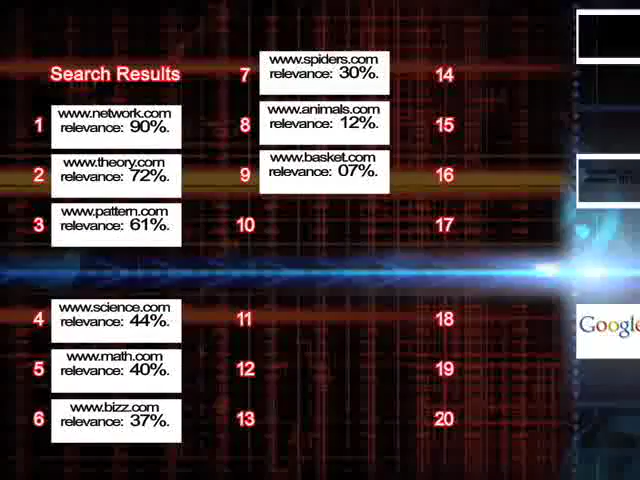 Search Results
1
www.network.com
relevance: 90%.
2
www.theory.com
relevance: 72%.
3
www.pattern.com
relevance: 61%.
4
www.science.com
relevance: 44%.
5
www.math.com
relevance: 40%.
6
www.bizz.com
relevance: 37%.
7
www.spiders.com
relevance: 30%.
8
www.animals.com
relevance: 12%.
9
www.basket.com
relevance: 07%.
10
11
12
13
14
15
16
17
18
19
20
Google